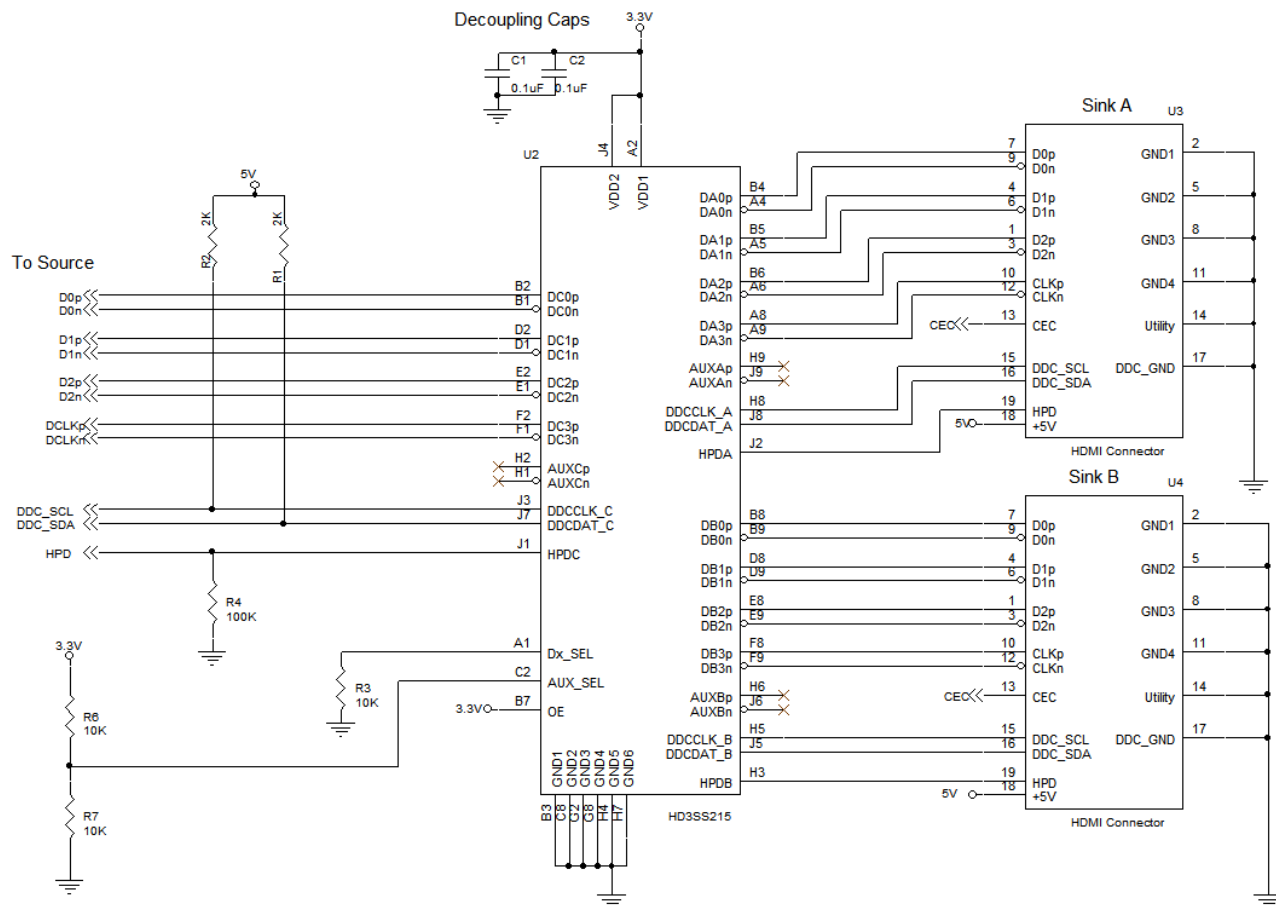 Decoupling Caps
3.3V
C1
C2
0.1uF
0.1uF
5V
2K
2K
R2
R1
To Source
D0p
D0n
D1p
D1n
D2p
D2n
DCLKp
DCLKn
DDC_SCL
DDC_SDA
HPD
R4
100K
3.3V
R6
10K
R7
10K
R3
10K
3.3V
U2
J4
A2
VDD2
VDD1
B2
DC0p
B1
DC0n
D2
DC1p
D1
DC1n
E2
DC2p
E1
DC2n
F2
DC3p
F1
DC3n
H2
AUXCp
H1
AUXCn
J3
DDCCLK_C
J7
DDCDAT_C
J1
HPDC
A1
Dx_SEL
C2
AUX_SEL
B7
OE
GND1
GND2
GND3
GND4
GND5
GND6
B3
C8
G2
G8
H4
H7
HD3SS215
DA0p B4
DA0n A4
DA1p B5
DA1n A5
DA2p B6
DA2n A6
DA3p A8
DA3n A9
AUXAp H9
AUXAn J9
DDCCLK_A H8
DDCDAT_A J8
HPDA J2
DB0p B8
DB0n B9
DB1p D8
DB1n D9
DB2p E8
DB2n E9
DB3p F8
DB3n F9
AUXBp H6
AUXBn J6
DDCCLK_B H5
DDCDAT_B J5
HPDB H3
Sink A
U3
7 D0p GND1 2
9 D0n
4 D1p GND2 5
6 D1n
1 D2p GND3 8
3 D2n
10 CLKp GND4 11
12 CLKn
CEC 13 CEC Utility 14
15 DDC_SCL DDC_GND 17
16 DDC_SDA
19 HPD
5V 18 +5V
HDMI Connector
Sink B
U4
7 D0p GND1 2
9 D0n
4 D1p GND2 5
6 D1n
1 D2p GND3 8
3 D2n
10 CLKp GND4 11
12 CLKn
CEC 13 CEC Utility 14
15 DDC_SCL DDC_GND 17
16 DDC_SDA
19 HPD
5V 18 +5V
HDMI Connector